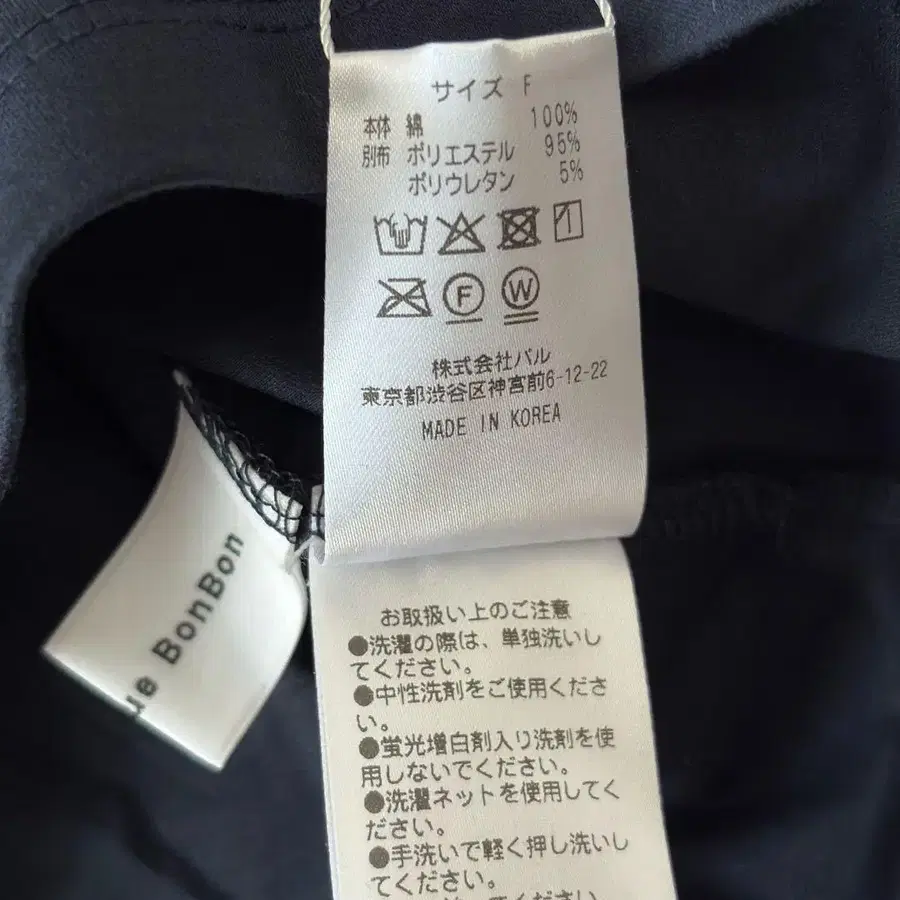 サイズ F
本体 綿 100%
別布 ポリエステル 95%
ポリウレタン 5%
F
W
株式会社パル
東京都渋谷区神宮前6-12-22
MADE IN KOREA
ue BonBon
お取扱い上のご注意
●洗濯の際は、単独洗いし
てください。
●中性洗剤をご使用くださ
い。
●蛍光増白剤入り洗剤を使
用しないでください。
●洗濯ネットを使用してく
ださい。
●手洗いで軽く押し洗いし
てください。